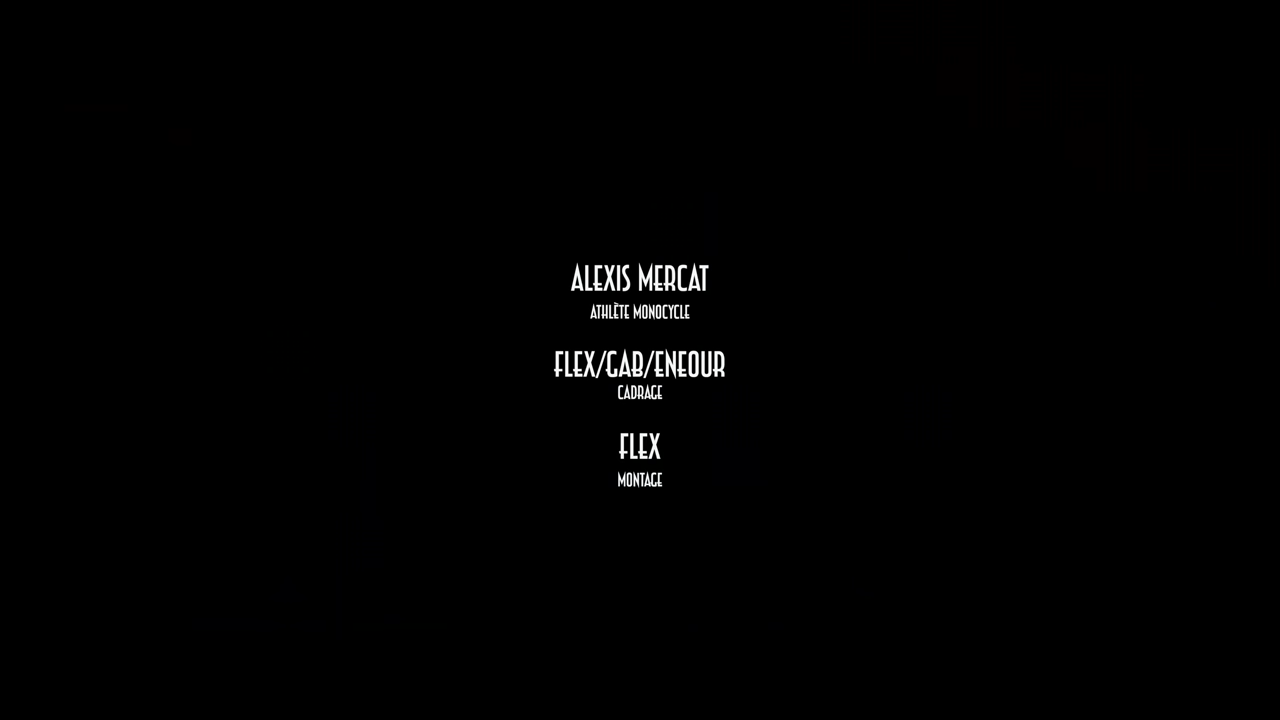 ALEXIS MERCAT
ATHLÈTE MONOCYCLE
FLEX/GAB/ENEOUR
CADRAGE
FLEX
MONTAGE